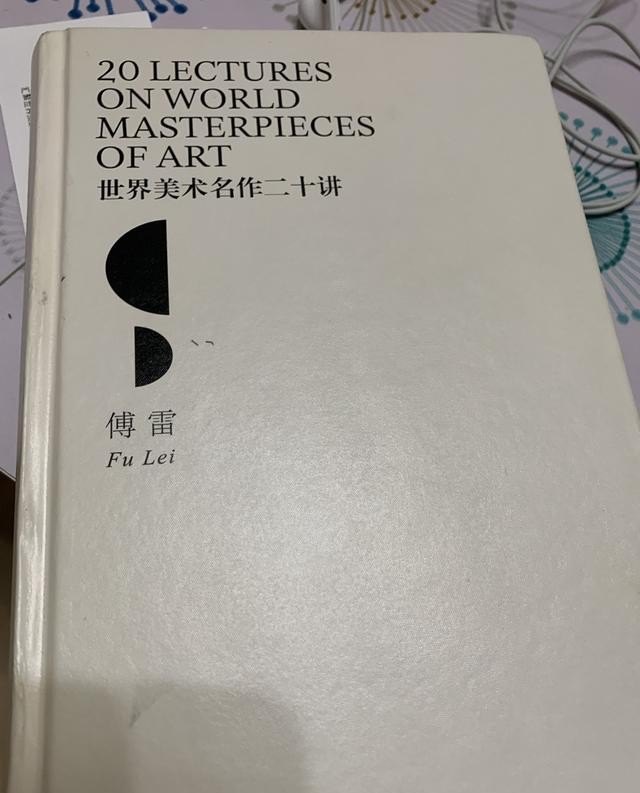 20 LECTURES
ON WORLD
MASTERPIECES
OF ART
世界美术名作二十讲
傅雷
Fu Lei